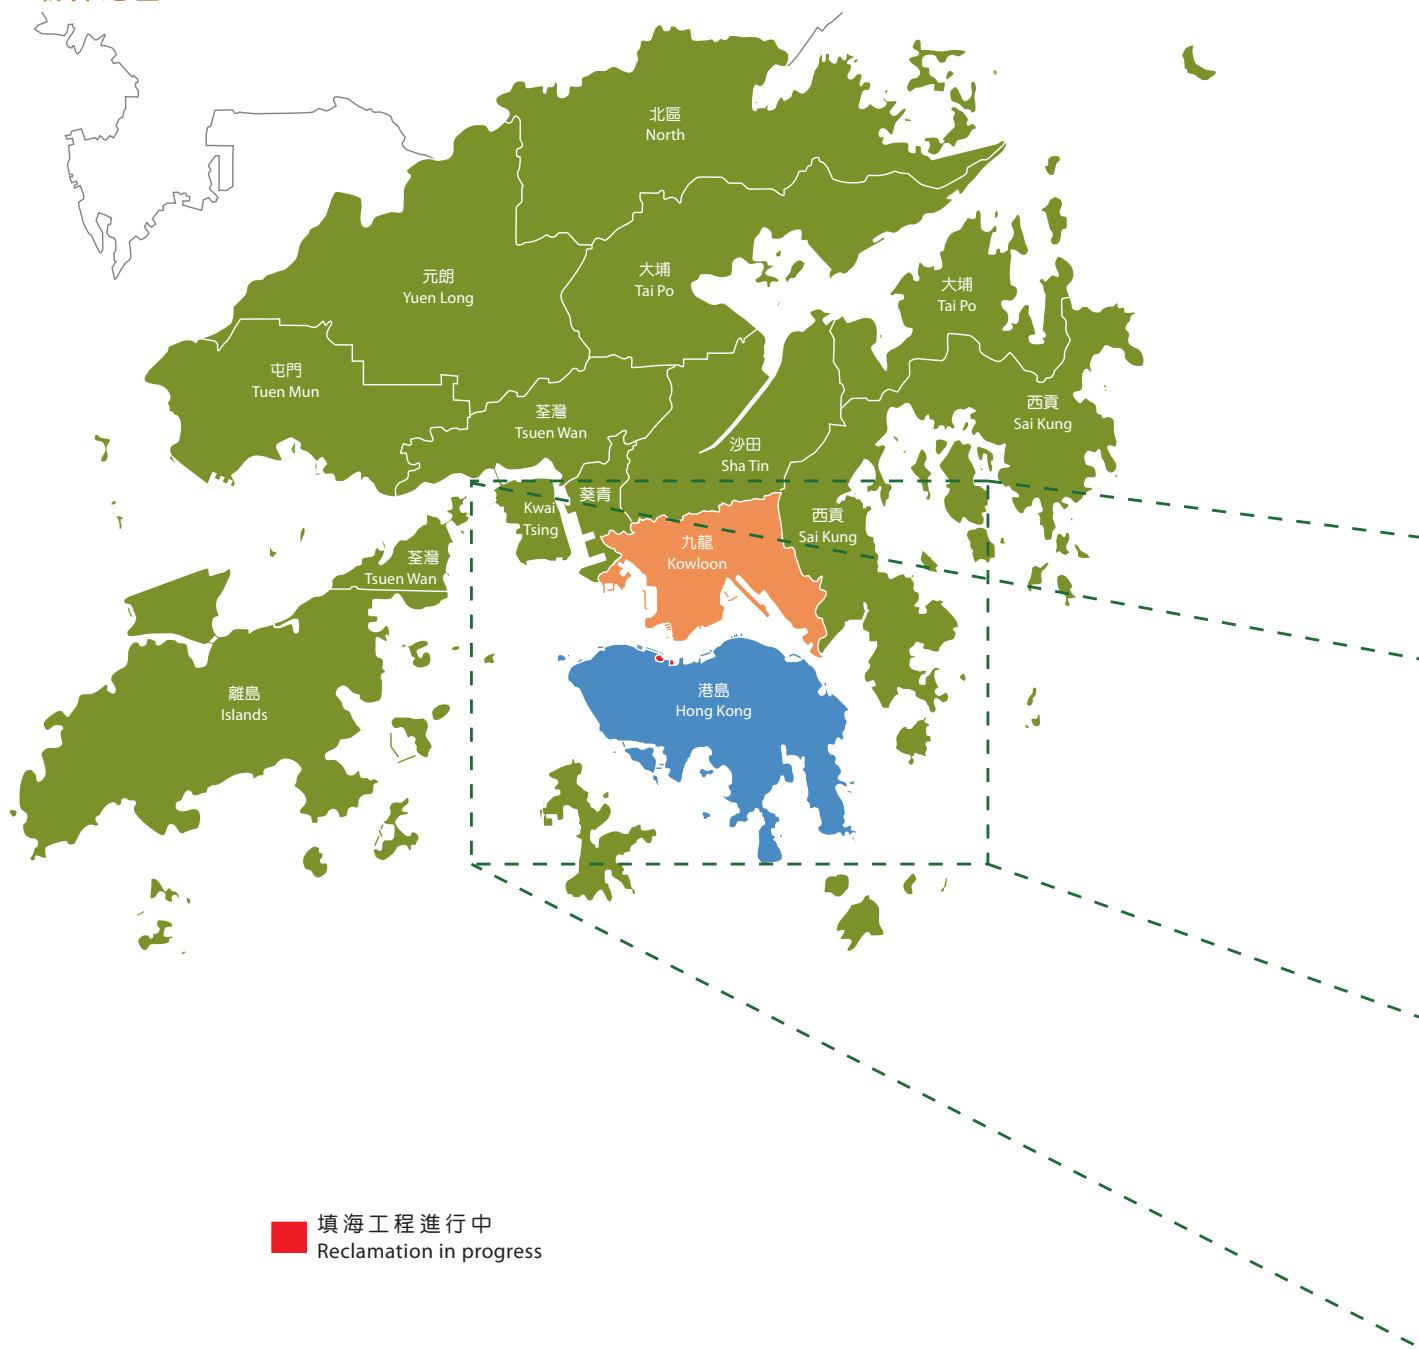 北區
North
元朗
Yuen Long
大埔
Tai Po
大埔
Tai Po
屯門
Tuen Mun
荃灣
Tsuen Wan
西貢
Sai Kung
沙田
Sha Tin
葵青
Kwai
Tsing
西貢
Sai Kung
九龍
Kowloon
荃灣
Tsuen Wan
離島
Islands
港島
Hong Kong
填海工程進行中
Reclamation in progress